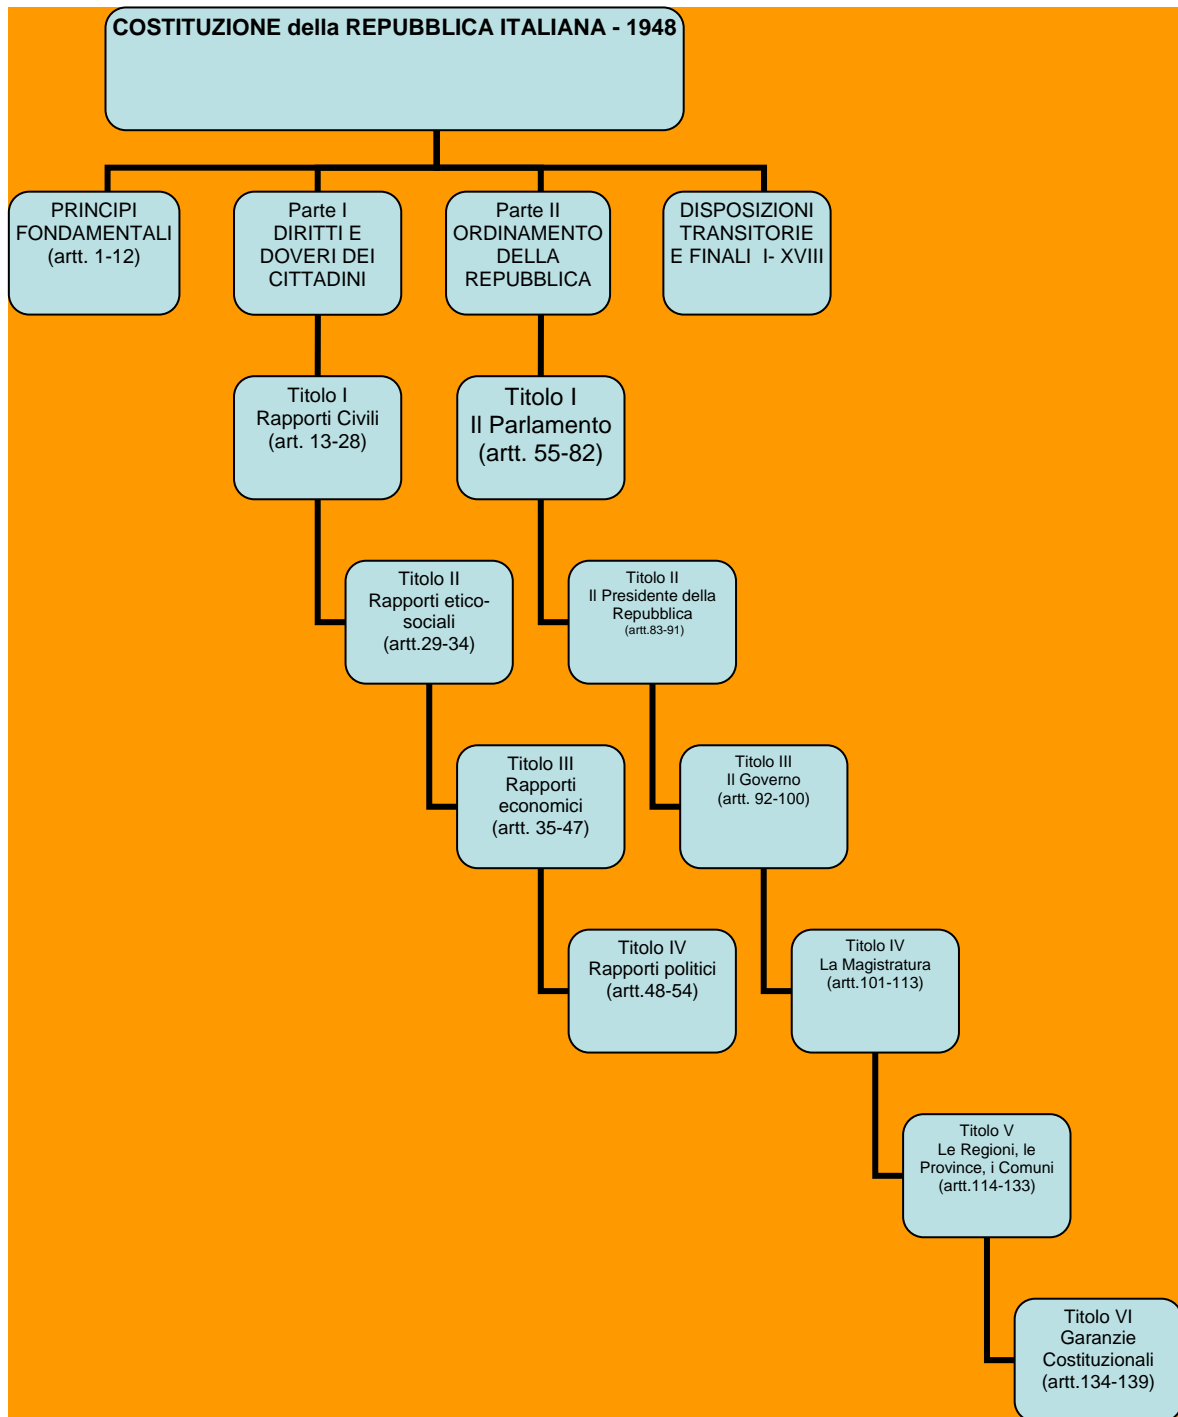 COSTITUZIONE della REPUBBLICA ITALIANA - 1948
PRINCIPI
FONDAMENTALI
(artt. 1-12)
Parte I
DIRITTI E
DOVERI DEI
CITTADINI
Parte II
ORDINAMENTO
DELLA
REPUBBLICA
DISPOSIZIONI
TRANSITORIE
E FINALI I- XVIII
Titolo I
Rapporti Civili
(art. 13-28)
Titolo I
Il Parlamento
(artt. 55-82)
Titolo II
Rapporti etico-
sociali
(artt.29-34)
Titolo II
Il Presidente della
Repubblica
(artt.83-91)
Titolo III
Rapporti
economici
(artt. 35-47)
Titolo III
Il Governo
(artt. 92-100)
Titolo IV
Rapporti politici
(artt.48-54)
Titolo IV
La Magistratura
(artt.101-113)
Titolo V
Le Regioni, le
Province, i Comuni
(artt.114-133)
Titolo VI
Garanzie
Costituzionali
(artt.134-139)